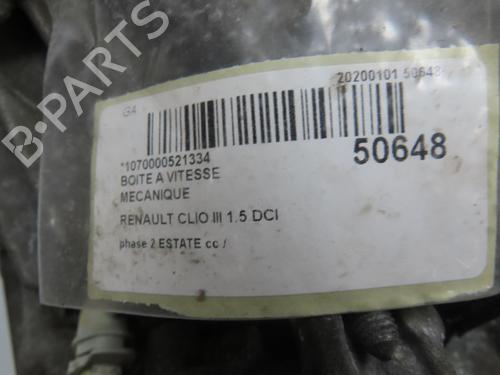 B-PARTS
G4
20200101 50648
*1070000521334
50648
BOITE A VITESSE
MECANIQUE
RENAULT CLIO III 1.5 DCI
phase 2 ESTATE cc /